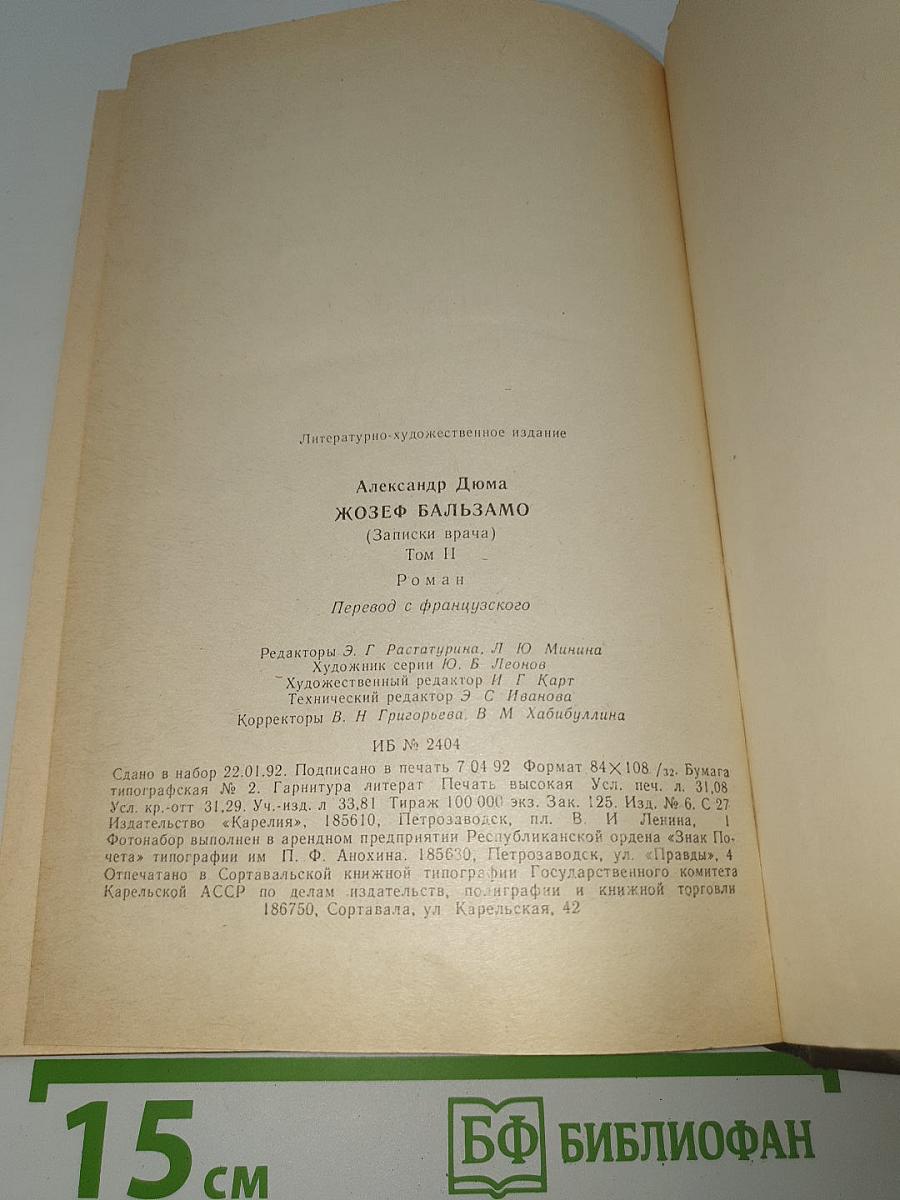 Литературно-художественное издание
Александр Дюма
ЖОЗЕФ БАЛЬЗАМО
(Записки врача)
Том II
Роман
Перевод с французского
Редакторы Э. Г Растатурина, Л Ю Минина
Художник серии Ю. Б Леонов
Художественный редактор И Г Карт
Технический редактор Э С Иванова
Корректоры В. Н Григорьева, В М Хабибуллина
ИБ № 2404
Сдано в набор 22.01.92. Подписано в печать 7 04 92 Формат 84×108 /32. Бумага
типографская № 2. Гарнитура литерат Печать высокая Усл. печ. л. 31,08
Усл. кр.-отт 31,29. Уч.-изд. л 33,81 Тираж 100 000 экз. Зак. 125. Изд. № 6. С 27
Издательство «Карелия», 185610, Петрозаводск, пл. В. И Ленина, 1
Фотонабор выполнен в арендном предприятии Республиканской ордена «Знак По-
чета» типографии им П. Ф. Анохина. 185630, Петрозаводск, ул. «Правды», 4
Отпечатано в Сортавальской книжной типографии Государственного комитета
Карельской АССР по делам издательств, полиграфии и книжной торговли
186750, Сортавала, ул Карельская, 42
15 см
БФ БИБЛИОФАН